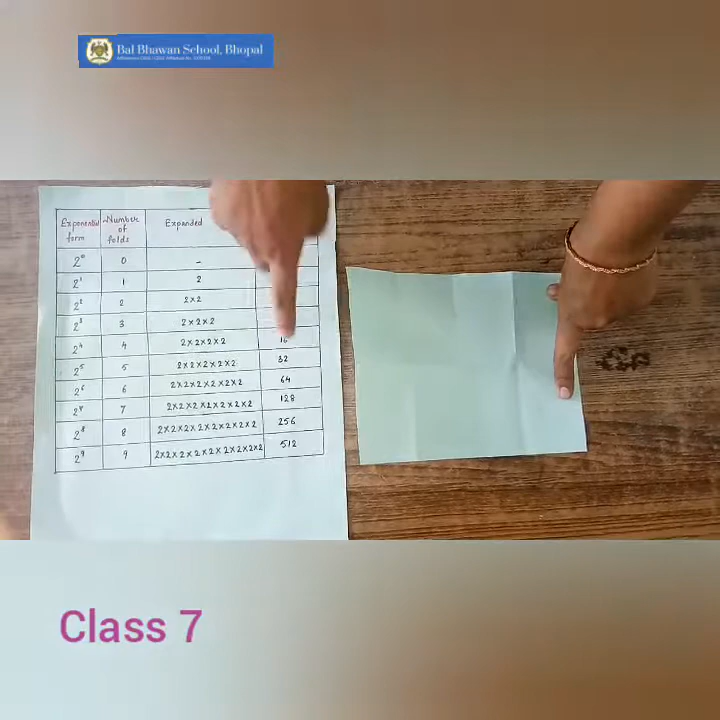 Bal Bhawan School, Bhopal
Exponential form Number of folds Expanded
2⁰ 0 -
2¹ 1 2
2² 2 2×2
2³ 3 2×2×2
2⁴ 4 2×2×2×2 16
2⁵ 5 2×2×2×2×2 32
2⁶ 6 2×2×2×2×2×2 64
2⁷ 7 2×2×2×2×2×2×2 128
2⁸ 8 2×2×2×2×2×2×2×2 256
2⁹ 9 2×2×2×2×2×2×2×2×2 512
Class 7